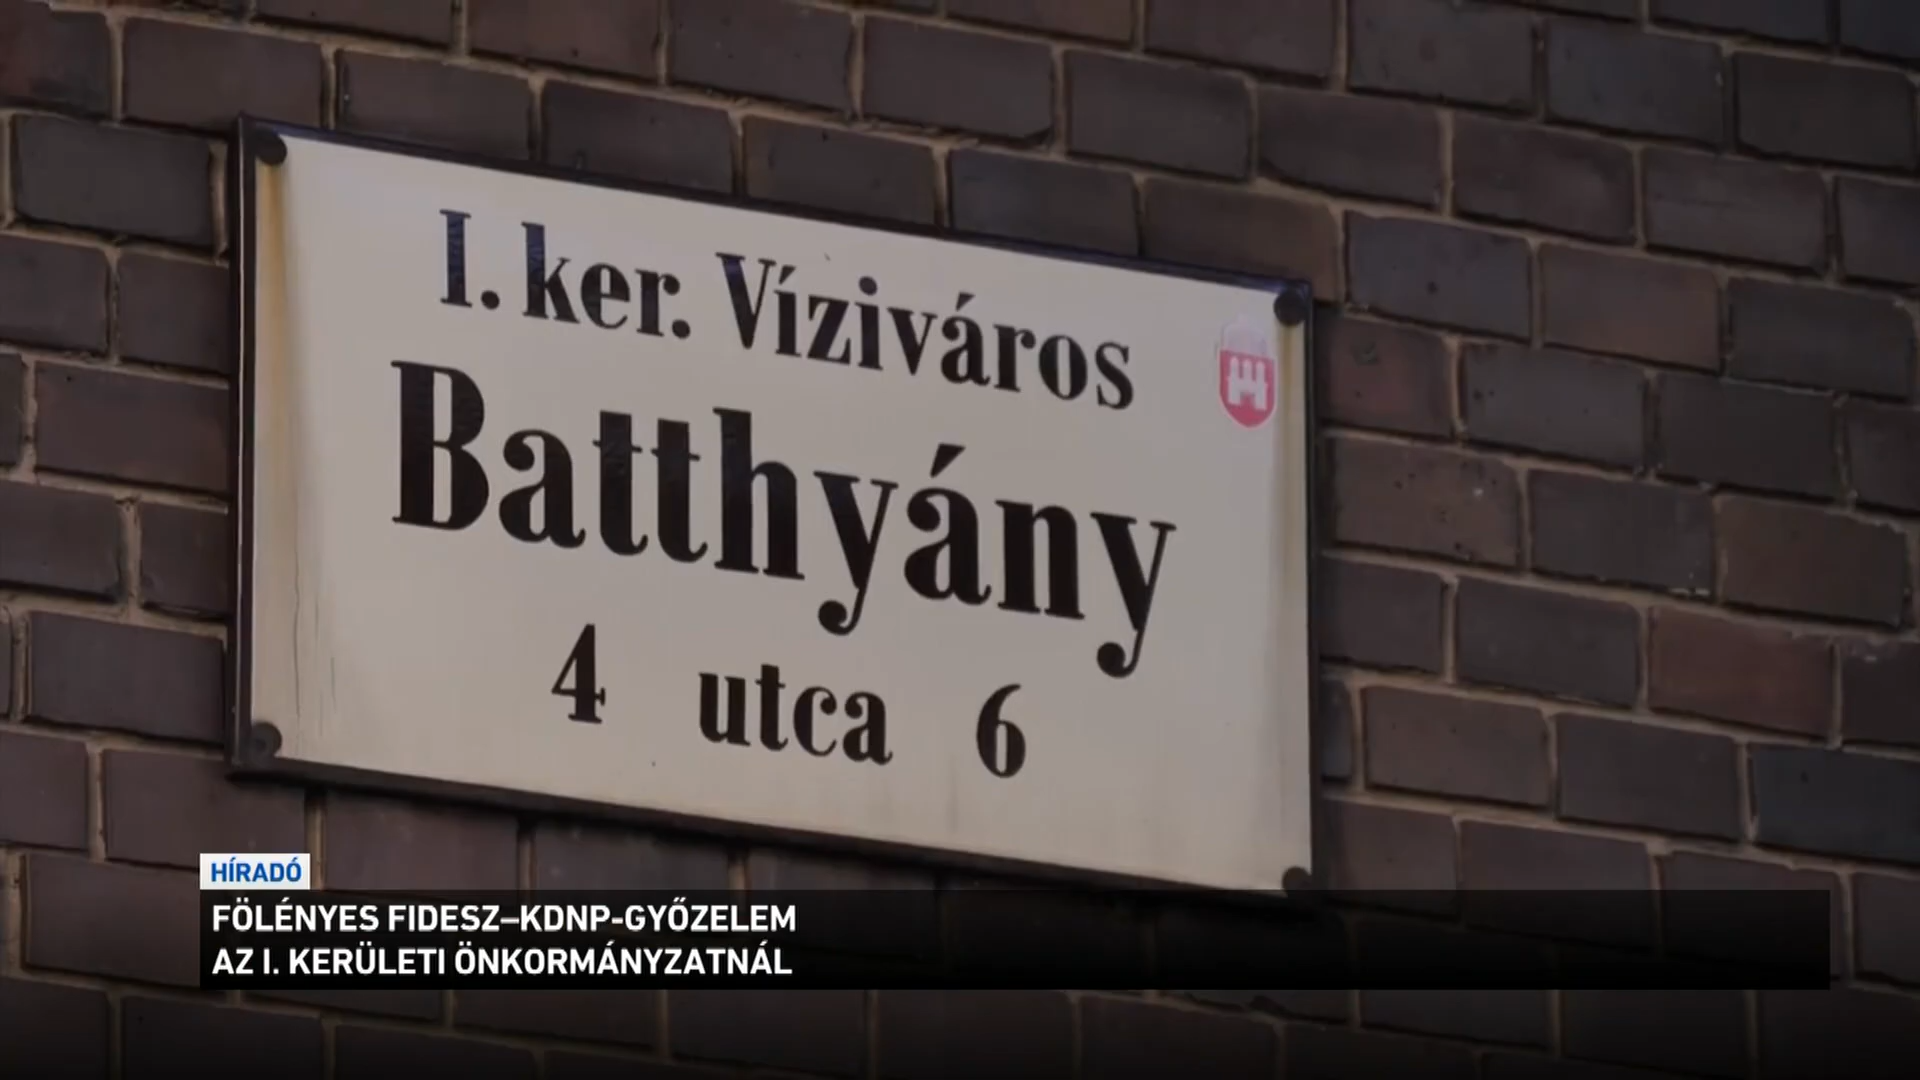 I. ker. Víziváros
Batthyány
4 utca 6
HÍRADÓ
FÖLÉNYES FIDESZ–KDNP-GYŐZELEM
AZ I. KERÜLETI ÖNKORMÁNYZATNÁL